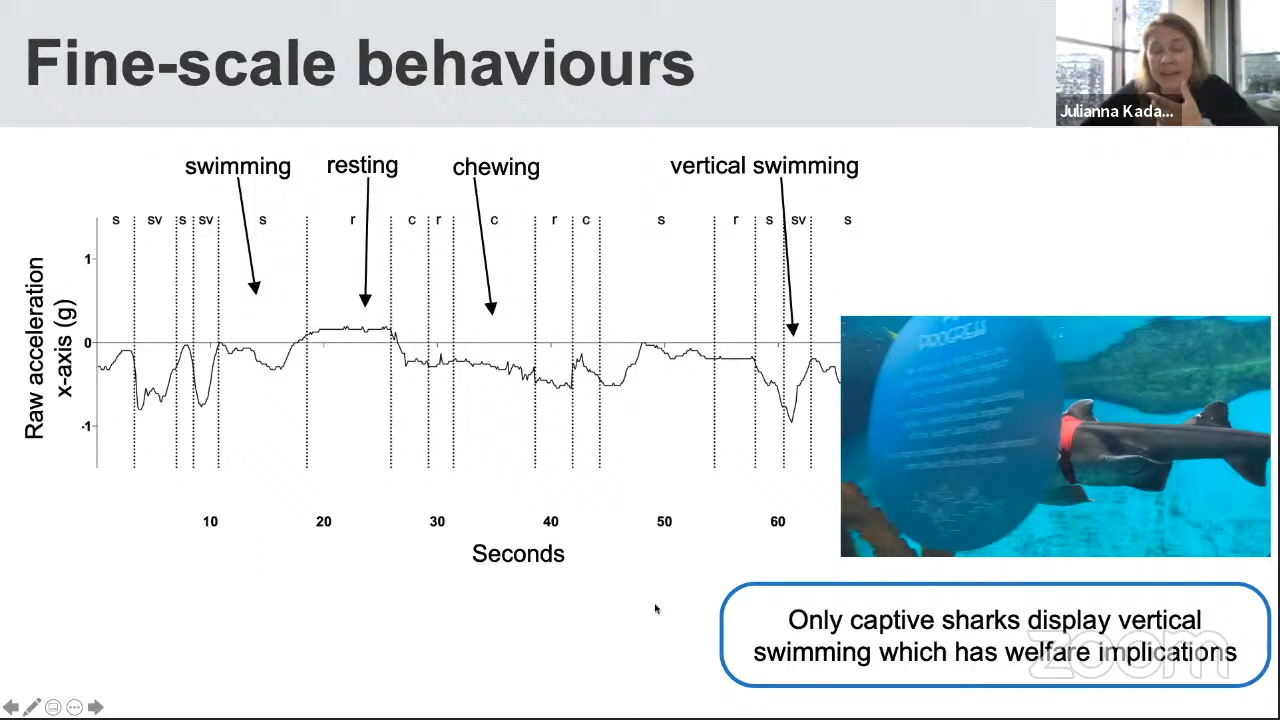 Fine-scale behaviours
Julianna Kada...
swimming
resting
chewing
vertical swimming
s sv s sv s r c r c r c s r s sv s
Raw acceleration
x-axis (g)
1
0
-1
10 20 30 40 50 60
Seconds
PROGRESS
Only captive sharks display vertical
swimming which has welfare implications
zoom